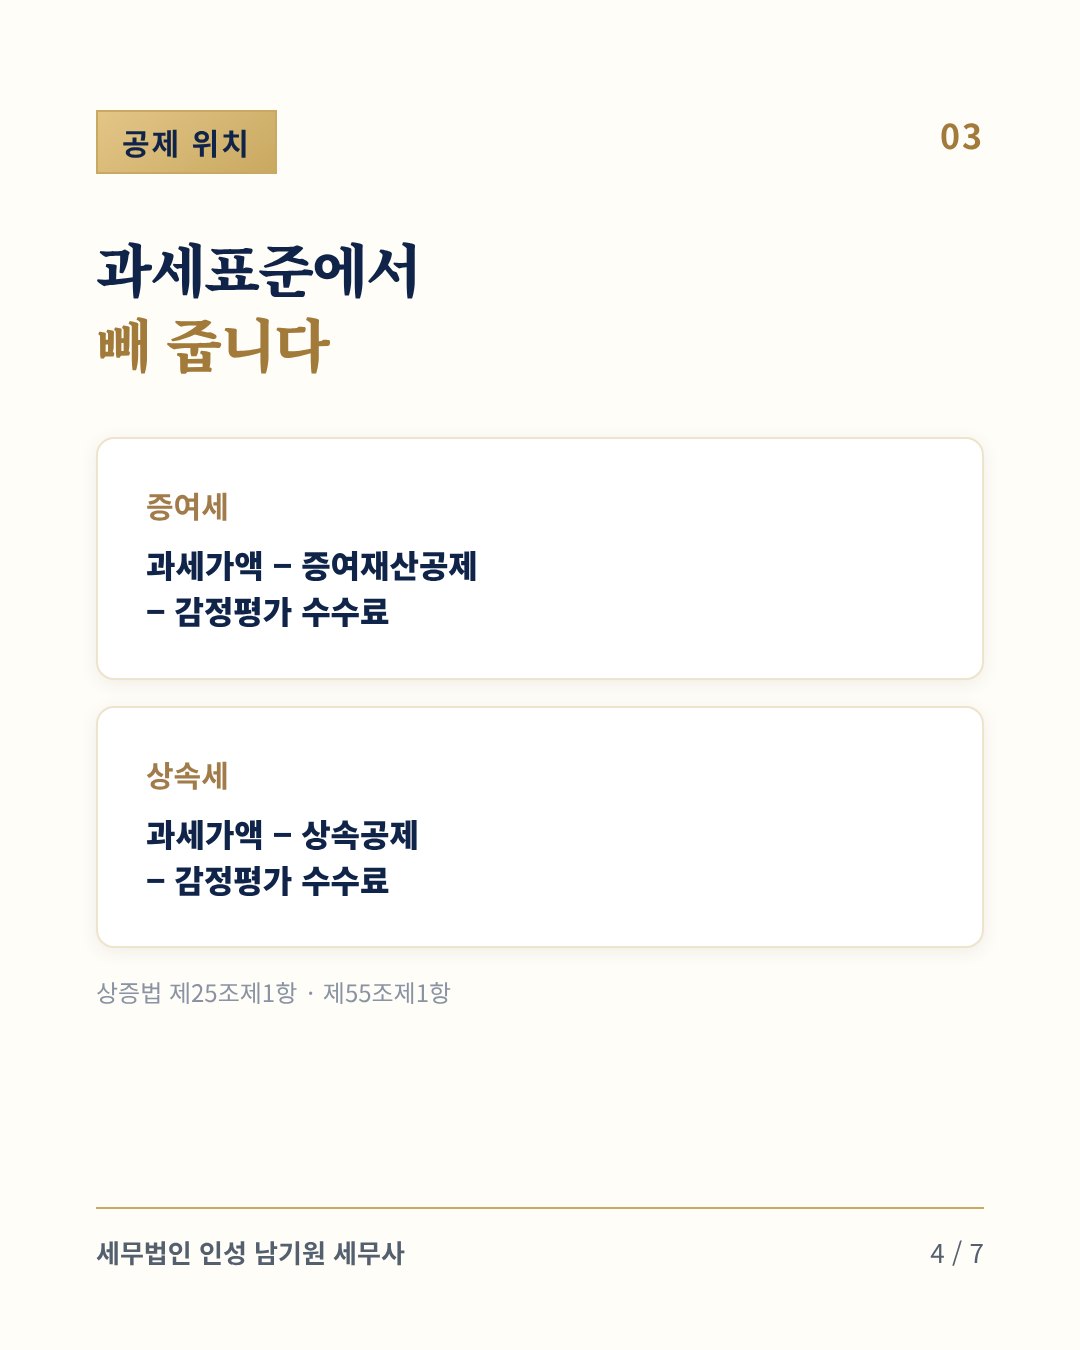 공제 위치
03
과세표준에서
빼 줍니다
증여세
과세가액 − 증여재산공제
− 감정평가 수수료
상속세
과세가액 − 상속공제
− 감정평가 수수료
상증법 제25조제1항 · 제55조제1항
세무법인 인성 남기원 세무사
4 / 7